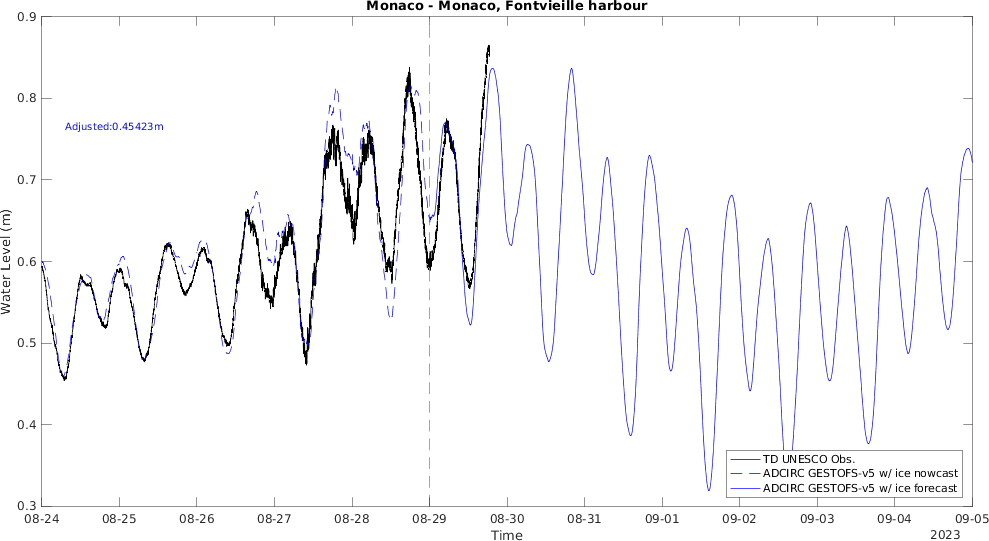 Monaco - Monaco, Fontvieille harbour
0.9
0.8
0.7
0.6
0.5
0.4
0.3
Water Level (m)
Adjusted:0.45423m
TD UNESCO Obs.
ADCIRC GESTOFS-v5 w/ ice nowcast
ADCIRC GESTOFS-v5 w/ ice forecast
08-24 08-25 08-26 08-27 08-28 08-29 08-30 08-31 09-01 09-02 09-03 09-04 09-05
Time
2023